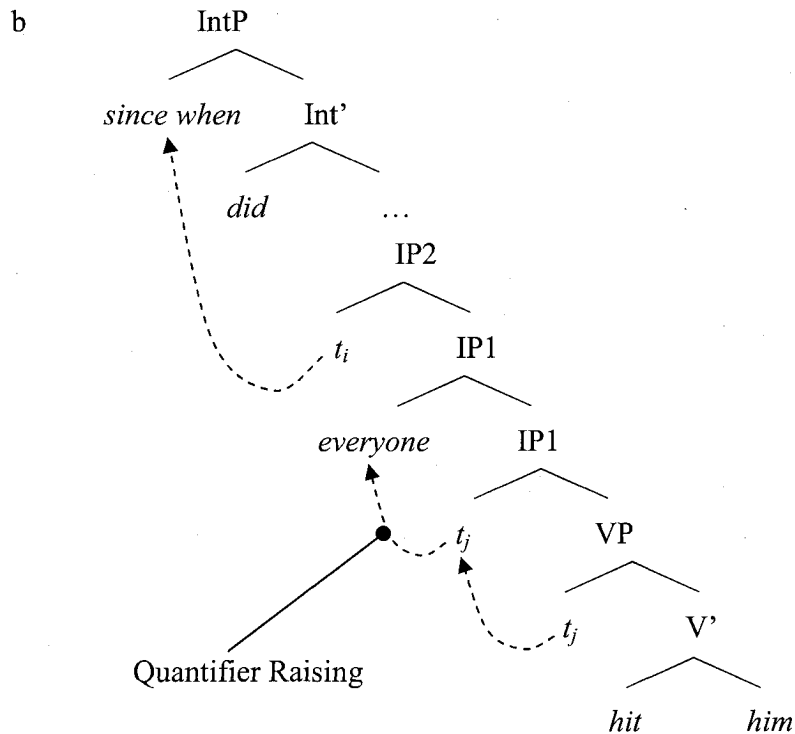 b
IntP
since when Int’
did …
IP2
t_i IP1
everyone IP1
t_j VP
t_j V’
Quantifier Raising
hit him